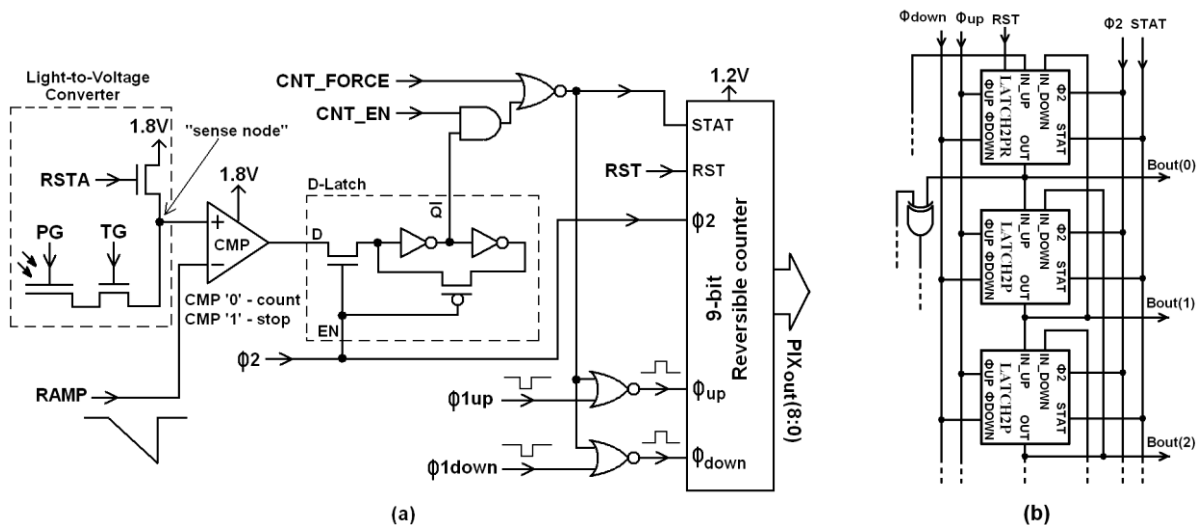 Light-to-Voltage
Converter
1.8V
"sense node"
RSTA
PG
TG
1.8V
+
−
CMP
CMP '0' - count
CMP '1' - stop
RAMP
CNT_FORCE
CNT_EN
D-Latch
D
Q̅
EN
ϕ2
ϕ1up
ϕ1down
1.2V
STAT
RST
RST
ϕ2
ϕup
ϕdown
9-bit
Reversible counter
PIXout(8:0)
(a)
Φdown
Φup
RST
Φ2
STAT
IN_UP
IN_DOWN
Φ2
ΦUP
ΦDOWN
LATCH2PR
STAT
OUT
Bout(0)
IN_UP
IN_DOWN
Φ2
ΦUP
ΦDOWN
LATCH2P
STAT
OUT
Bout(1)
IN_UP
IN_DOWN
Φ2
ΦUP
ΦDOWN
LATCH2P
STAT
OUT
Bout(2)
(b)